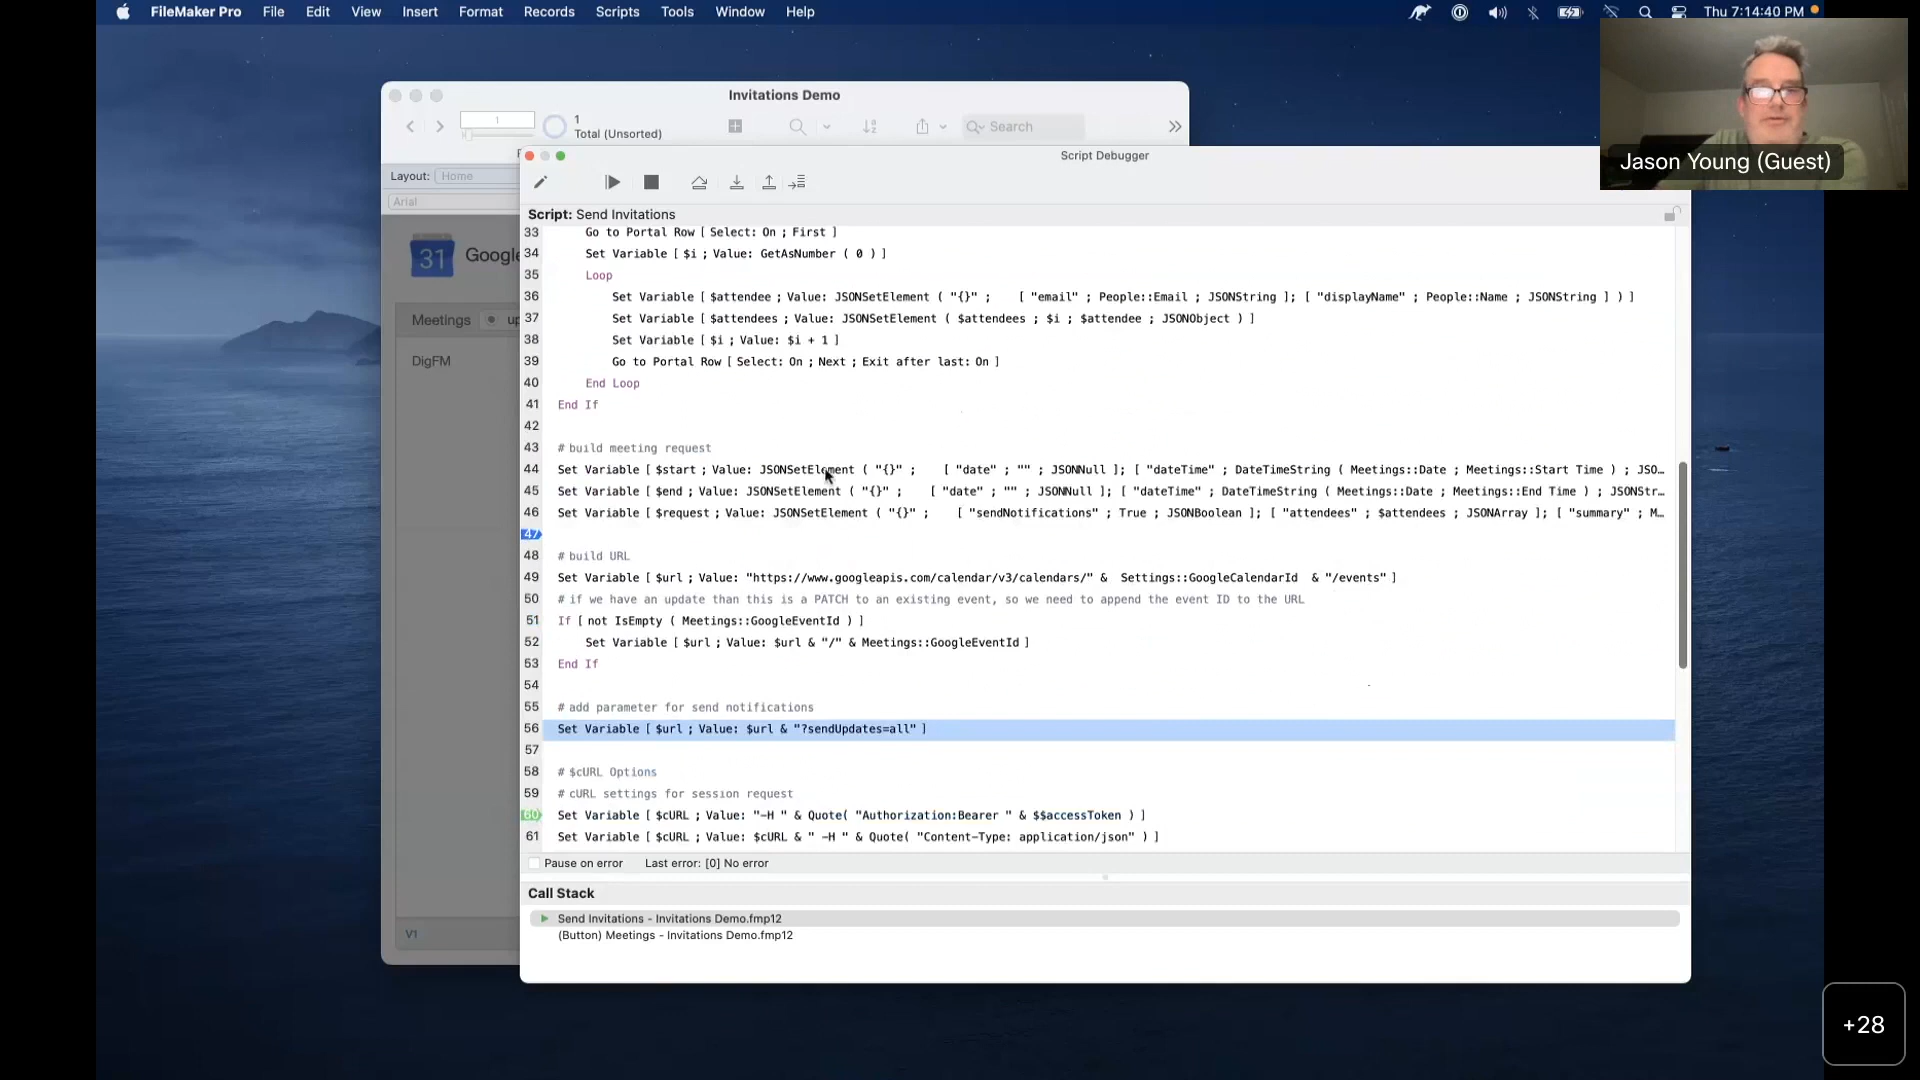 FileMaker Pro File Edit View Insert Format Records Scripts Tools Window Help Thu 7:14:40 PM
Jason Young (Guest)
Invitations Demo
1
1
Total (Unsorted)
Search
Layout: Home
Arial
31 Google
Meetings up
DigFM
V1
Script Debugger
Script: Send Invitations
33 Go to Portal Row [ Select: On ; First ]
34 Set Variable [ $i ; Value: GetAsNumber ( 0 ) ]
35 Loop
36 Set Variable [ $attendee ; Value: JSONSetElement ( "{}" ; [ "email" ; People::Email ; JSONString ]; [ "displayName" ; People::Name ; JSONString ] ) ]
37 Set Variable [ $attendees ; Value: JSONSetElement ( $attendees ; $i ; $attendee ; JSONObject ) ]
38 Set Variable [ $i ; Value: $i + 1 ]
39 Go to Portal Row [ Select: On ; Next ; Exit after last: On ]
40 End Loop
41 End If
42
43 # build meeting request
44 Set Variable [ $start ; Value: JSONSetElement ( "{}" ; [ "date" ; "" ; JSONNull ]; [ "dateTime" ; DateTimeString ( Meetings::Date ; Meetings::Start Time ) ; JSO…
45 Set Variable [ $end ; Value: JSONSetElement ( "{}" ; [ "date" ; "" ; JSONNull ]; [ "dateTime" ; DateTimeString ( Meetings::Date ; Meetings::End Time ) ; JSONStr…
46 Set Variable [ $request ; Value: JSONSetElement ( "{}" ; [ "sendNotifications" ; True ; JSONBoolean ]; [ "attendees" ; $attendees ; JSONArray ]; [ "summary" ; M…
47
48 # build URL
49 Set Variable [ $url ; Value: "https://www.googleapis.com/calendar/v3/calendars/" & Settings::GoogleCalendarId & "/events" ]
50 # if we have an update than this is a PATCH to an existing event, so we need to append the event ID to the URL
51 If [ not IsEmpty ( Meetings::GoogleEventId ) ]
52 Set Variable [ $url ; Value: $url & "/" & Meetings::GoogleEventId ]
53 End If
54
55 # add parameter for send notifications
56 Set Variable [ $url ; Value: $url & "?sendUpdates=all" ]
57
58 # $cURL Options
59 # cURL settings for session request
60 Set Variable [ $cURL ; Value: "-H " & Quote( "Authorization:Bearer " & $$accessToken ) ]
61 Set Variable [ $cURL ; Value: $cURL & " -H " & Quote( "Content-Type: application/json" ) ]
Pause on error Last error: [0] No error
Call Stack
Send Invitations - Invitations Demo.fmp12
(Button) Meetings - Invitations Demo.fmp12
+28